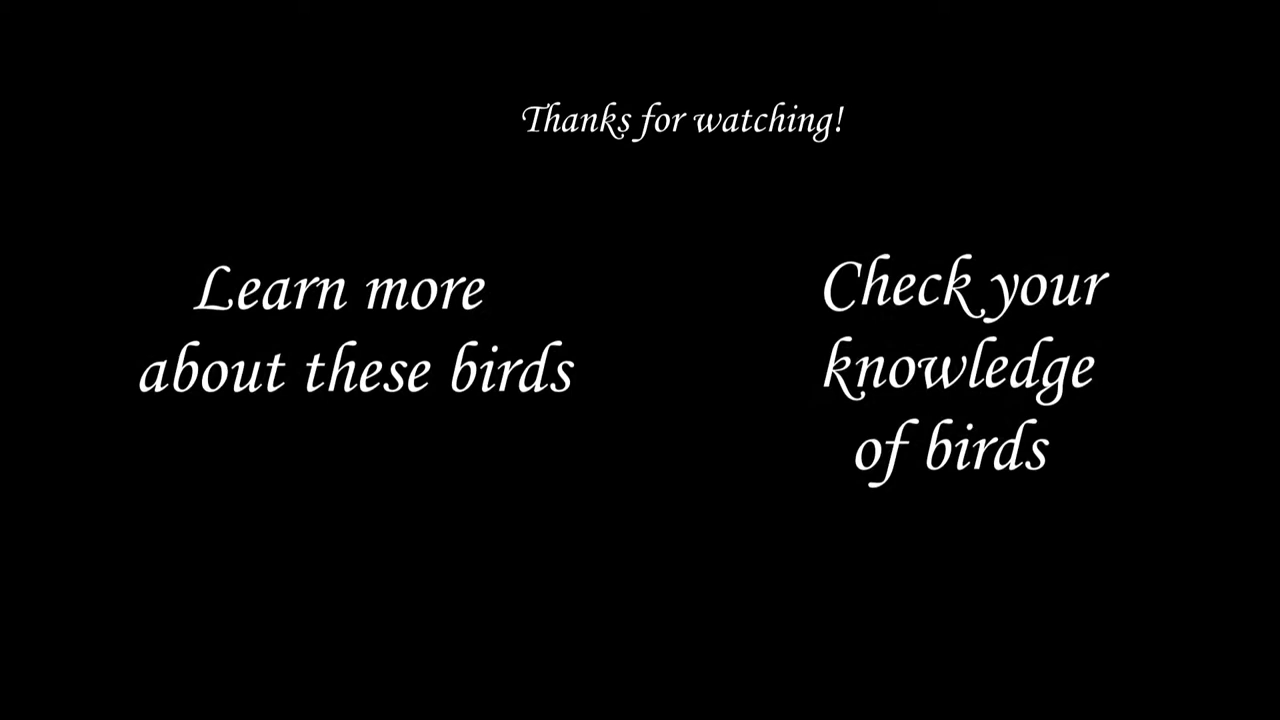 Thanks for watching!
Learn more
about these birds
Check your
knowledge
of birds